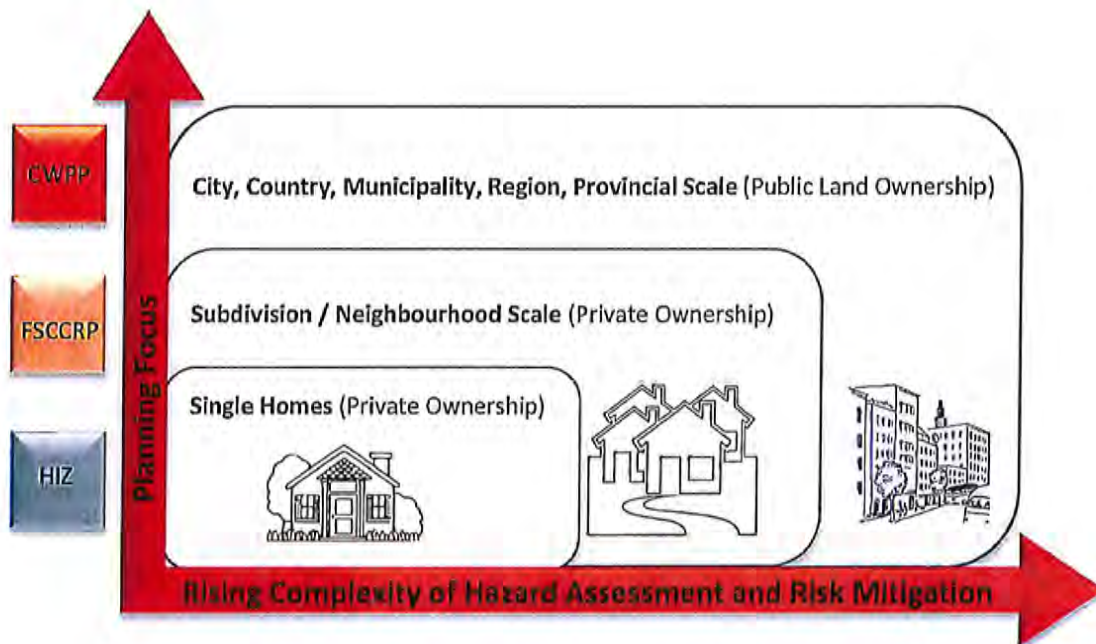 CWPP
City, Country, Municipality, Region, Provincial Scale (Public Land Ownership)
FSCCRP
Subdivision / Neighbourhood Scale (Private Ownership)
Planning Focus
Single Homes (Private Ownership)
HIZ
Rising Complexity of Hazard Assessment and Risk Mitigation